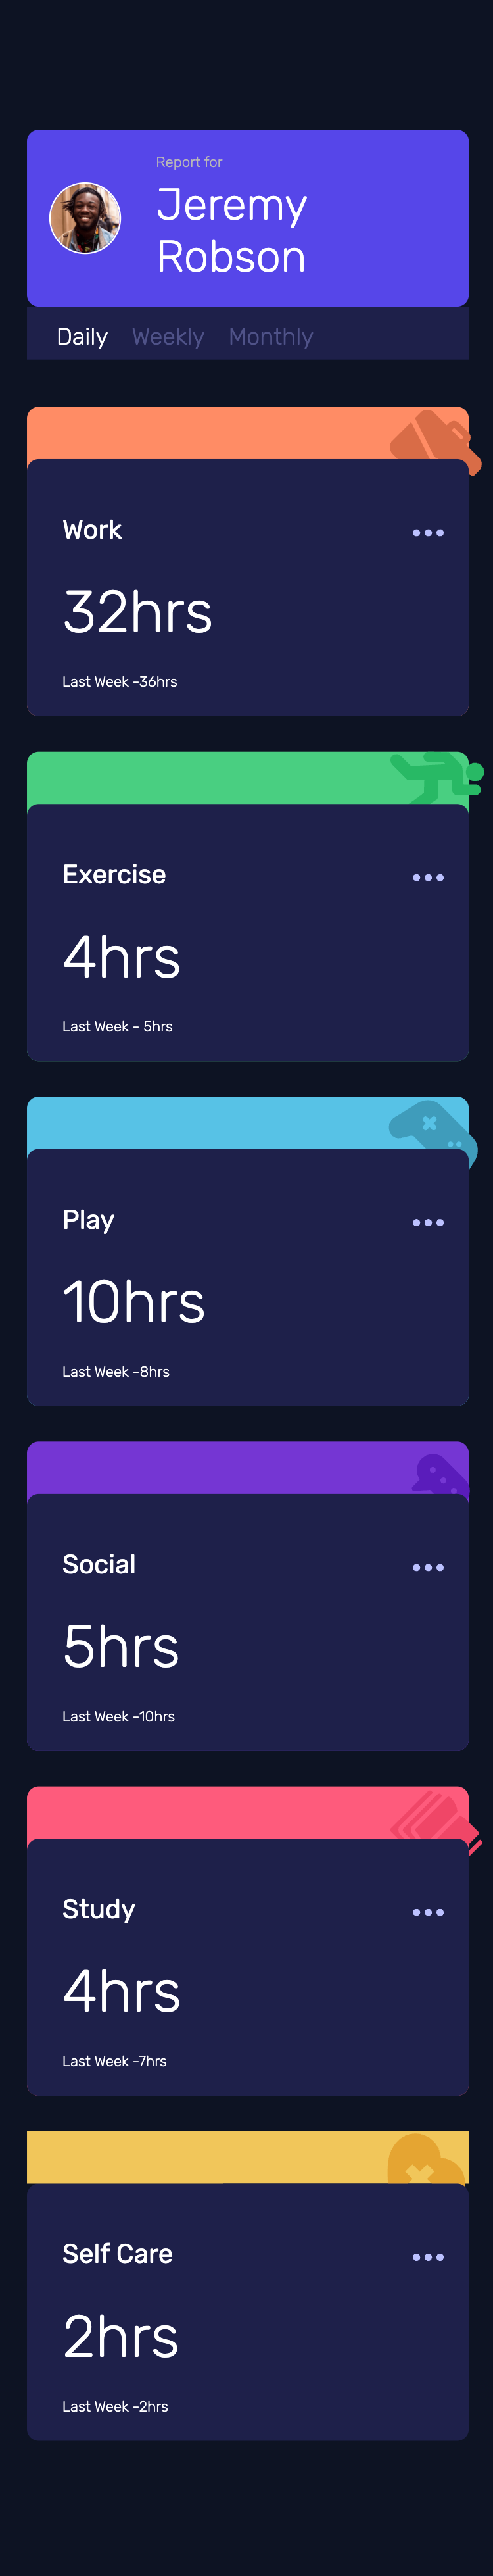 Report for
Jeremy
Robson
Daily Weekly Monthly
Work
32hrs
Last Week -36hrs
Exercise
4hrs
Last Week - 5hrs
Play
10hrs
Last Week -8hrs
Social
5hrs
Last Week -10hrs
Study
4hrs
Last Week -7hrs
Self Care
2hrs
Last Week -2hrs